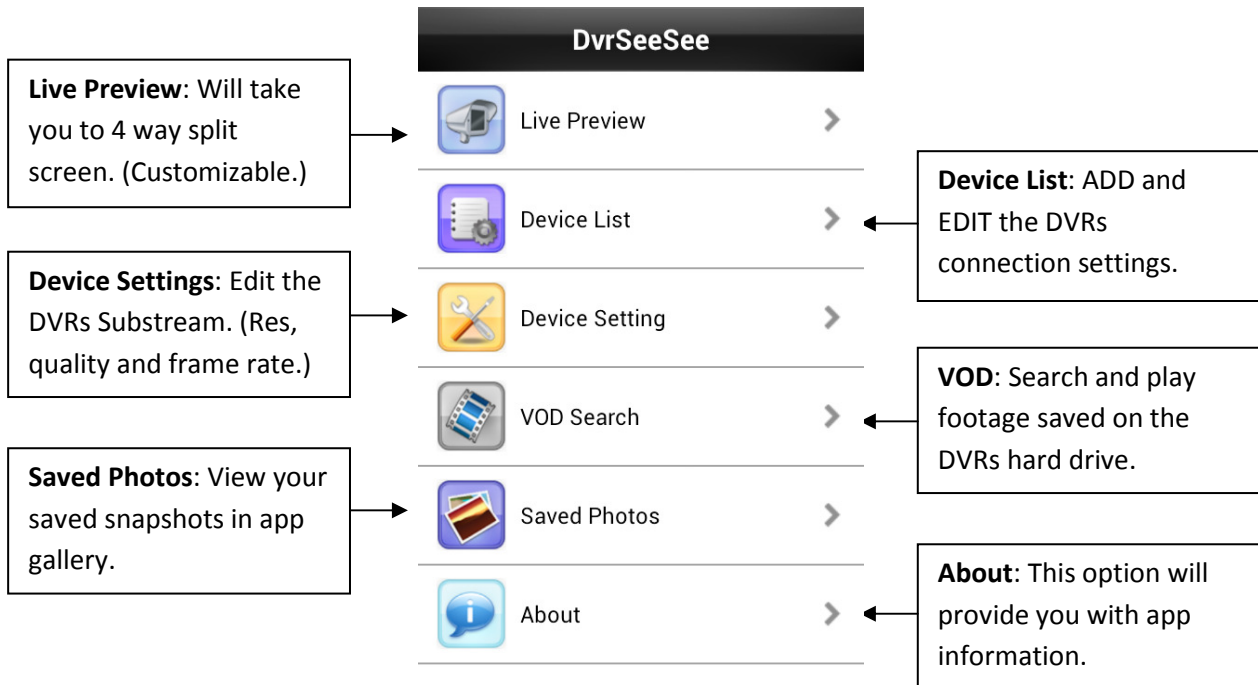 DvrSeeSee
Live Preview: Will take
you to 4 way split
screen. (Customizable.)
Live Preview
Device List: ADD and
EDIT the DVRs
connection settings.
Device List
Device Settings: Edit the
DVRs Substream. (Res,
quality and frame rate.)
Device Setting
VOD: Search and play
footage saved on the
DVRs hard drive.
VOD Search
Saved Photos: View your
saved snapshots in app
gallery.
Saved Photos
About: This option will
provide you with app
information.
About